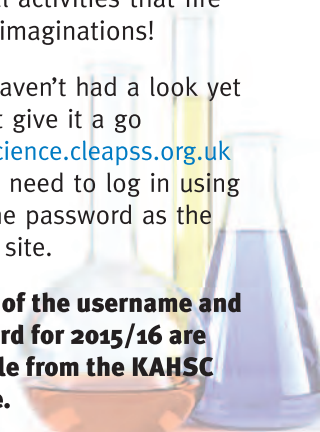 al activities that fire
imaginations!
aven't had a look yet
t give it a go
cience.cleapss.org.uk
need to log in using
e password as the
site.
of the username and
rd for 2015/16 are
le from the KAHSC
e.